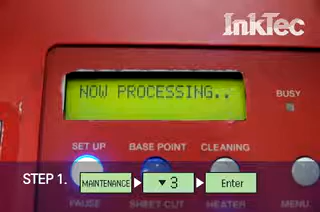 InkTec
NOW PROCESSING..
BUSY
SET UP BASE POINT CLEANING
STEP 1. MAINTENANCE ▼3 Enter
PAUSE SHEET CUT HEATER MENU